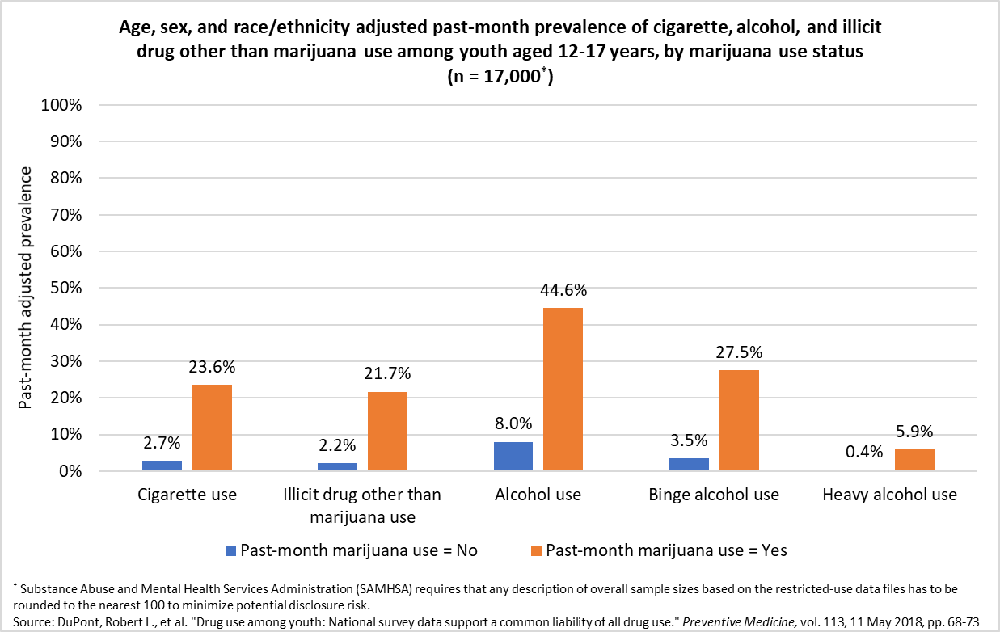 Age, sex, and race/ethnicity adjusted past-month prevalence of cigarette, alcohol, and illicit
drug other than marijuana use among youth aged 12-17 years, by marijuana use status
(n = 17,000*)
100%
90%
80%
70%
60%
50%
40%
30%
20%
10%
0%
Past-month adjusted prevalence
2.7%
23.6%
2.2%
21.7%
8.0%
44.6%
3.5%
27.5%
0.4%
5.9%
Cigarette use
Illicit drug other than
marijuana use
Alcohol use
Binge alcohol use
Heavy alcohol use
Past-month marijuana use = No
Past-month marijuana use = Yes
* Substance Abuse and Mental Health Services Administration (SAMHSA) requires that any description of overall sample sizes based on the restricted-use data files has to be
rounded to the nearest 100 to minimize potential disclosure risk.
Source: DuPont, Robert L., et al. "Drug use among youth: National survey data support a common liability of all drug use." Preventive Medicine, vol. 113, 11 May 2018, pp. 68-73